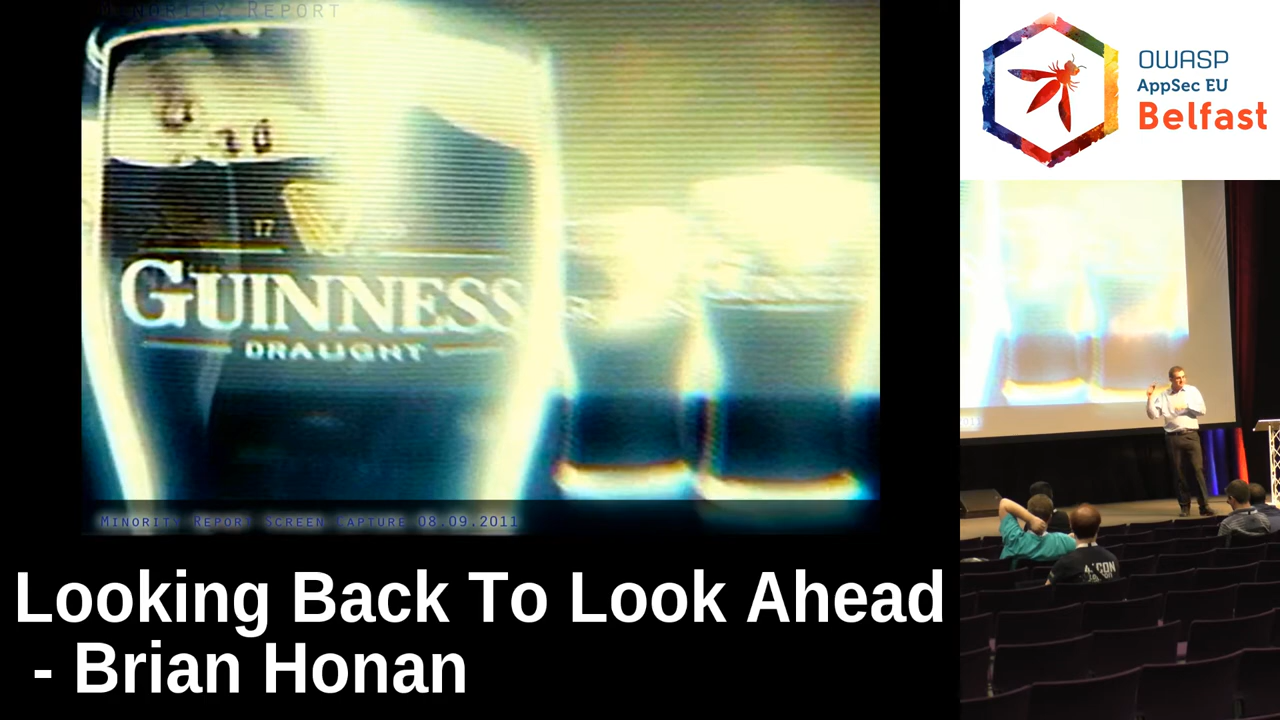 MINORITY REPORT
17
GUINNESS
DRAUGHT
MINORITY REPORT SCREEN CAPTURE 08.09.2011
Looking Back To Look Ahead
- Brian Honan
OWASP
AppSec EU
Belfast